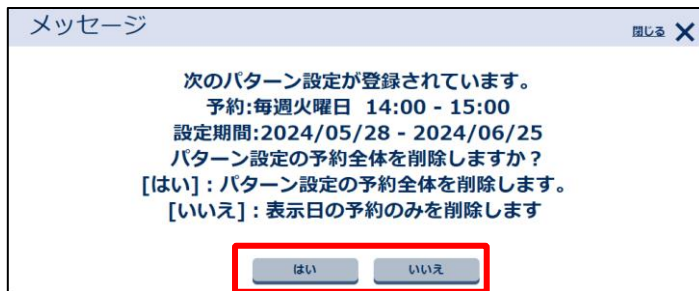 メッセージ
閉じる
次のパターン設定が登録されています。
予約:毎週火曜日 14:00 - 15:00
設定期間:2024/05/28 - 2024/06/25
パターン設定の予約全体を削除しますか？
[はい]：パターン設定の予約全体を削除します。
[いいえ]：表示日の予約のみを削除します
はい いいえ